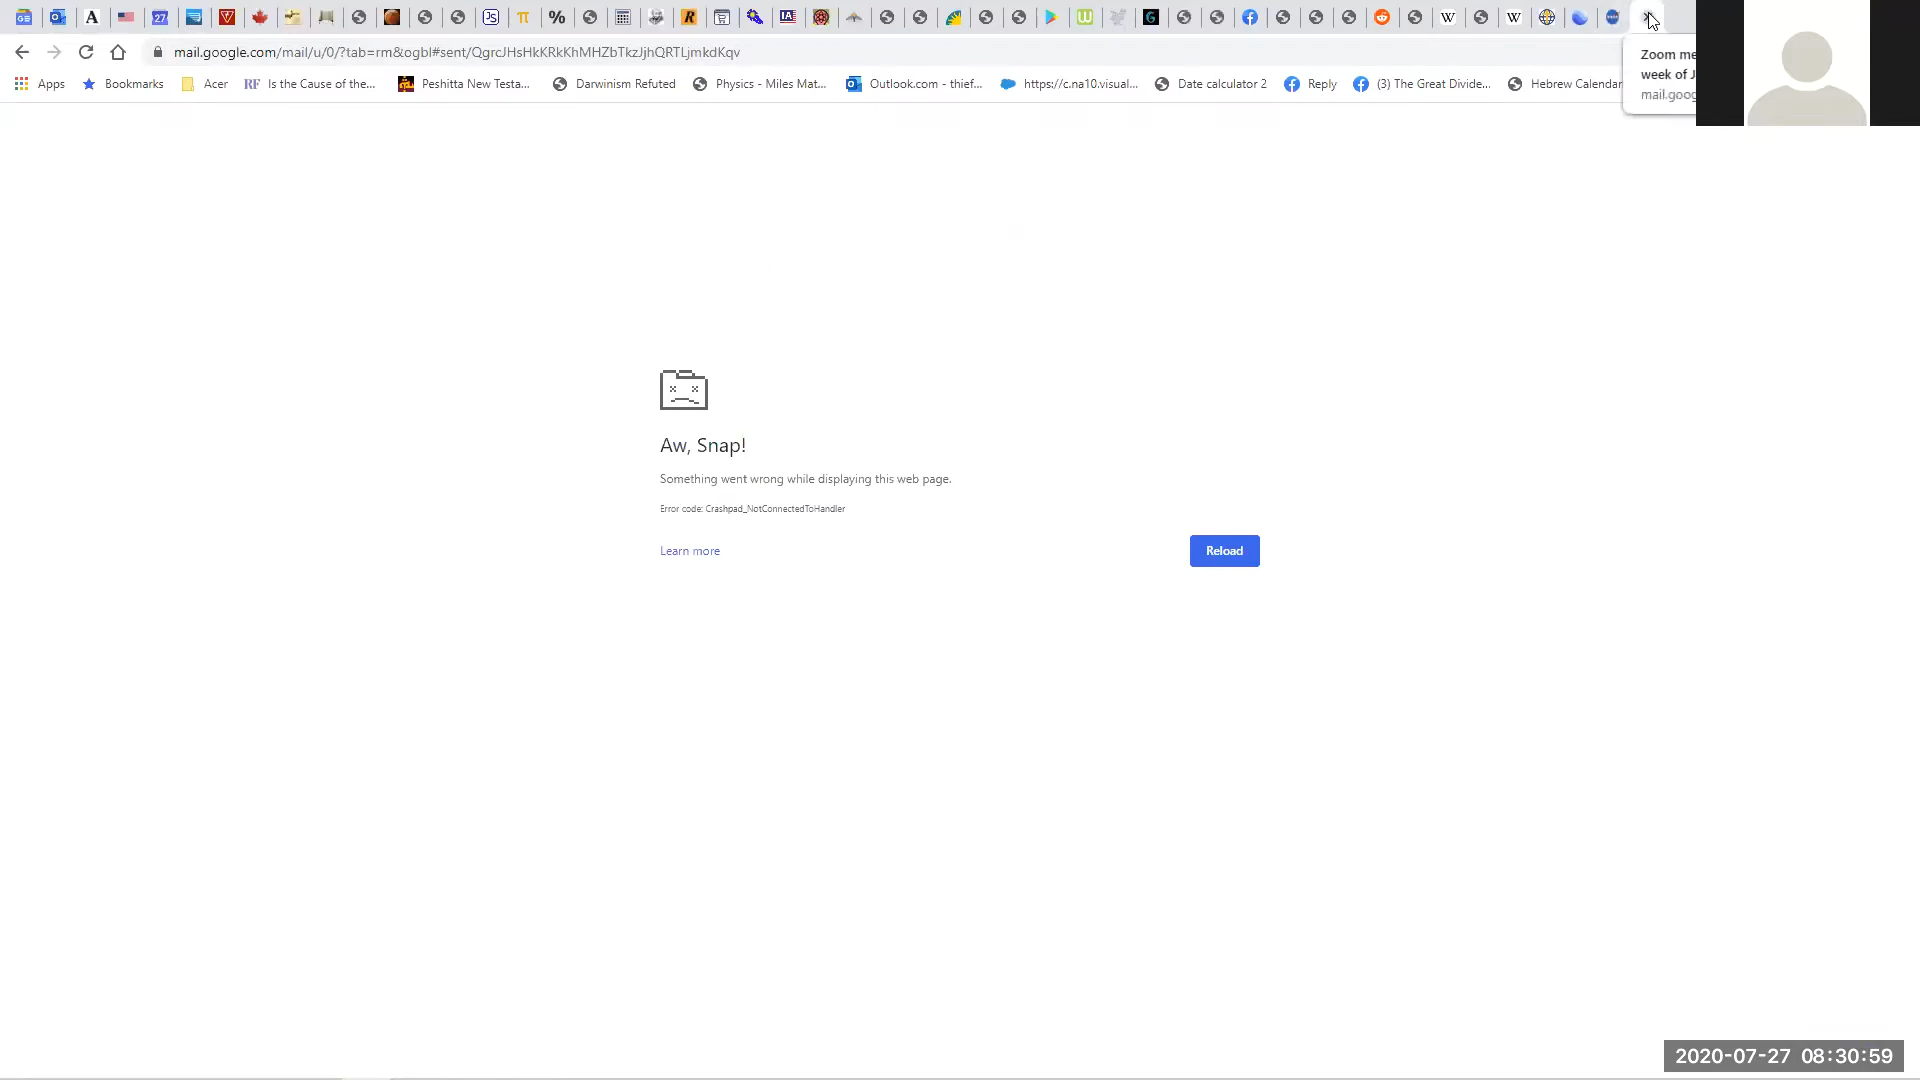 mail.google.com/mail/u/0/?tab=rm&ogbl#sent/QgrcJHsHkKRkKhMHZbTkzJjhQRTLjmkdKqv
Apps
Bookmarks
Acer
RF Is the Cause of the...
Peshitta New Testa...
Darwinism Refuted
Physics - Miles Mat...
Outlook.com - thief...
https://c.na10.visual...
Date calculator 2
Reply
(3) The Great Divide...
Hebrew Calendar
Zoom me
week of J
mail.goog
Aw, Snap!
Something went wrong while displaying this web page.
Error code: Crashpad_NotConnectedToHandler
Learn more
Reload
2020-07-27 08:30:59